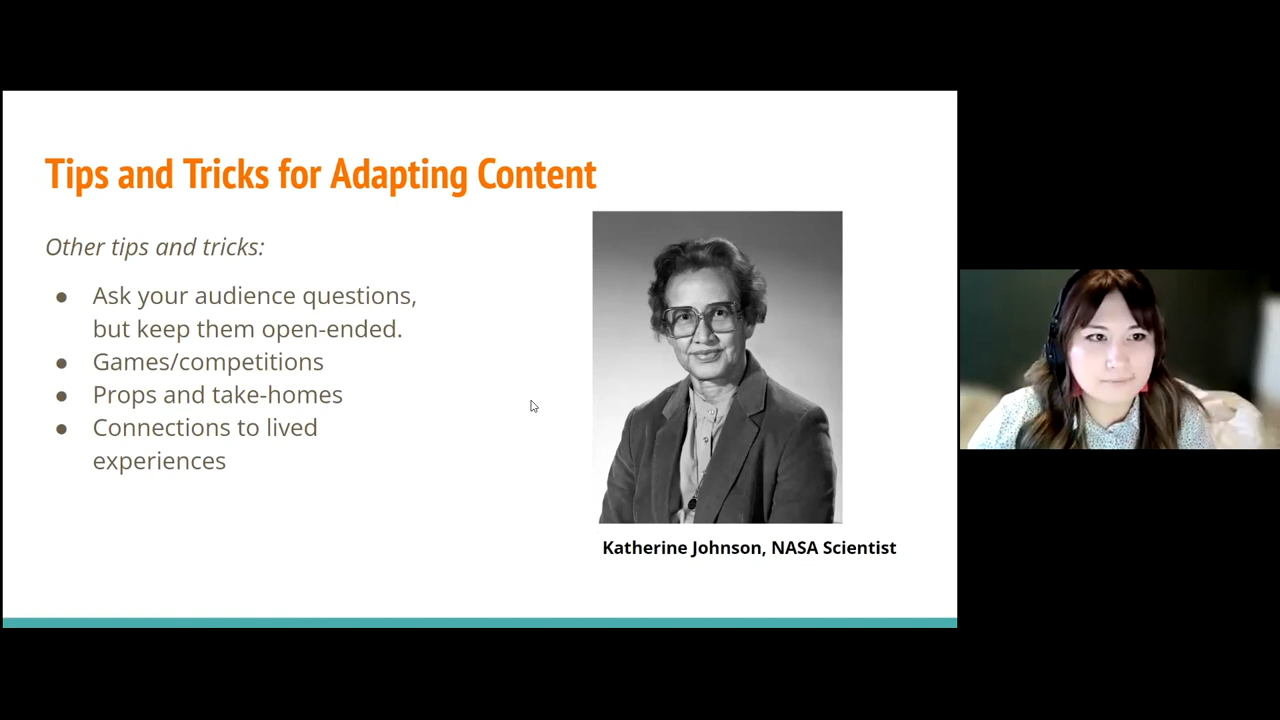 Tips and Tricks for Adapting Content
Other tips and tricks:
● Ask your audience questions,
but keep them open-ended.
● Games/competitions
● Props and take-homes
● Connections to lived
experiences
Katherine Johnson, NASA Scientist